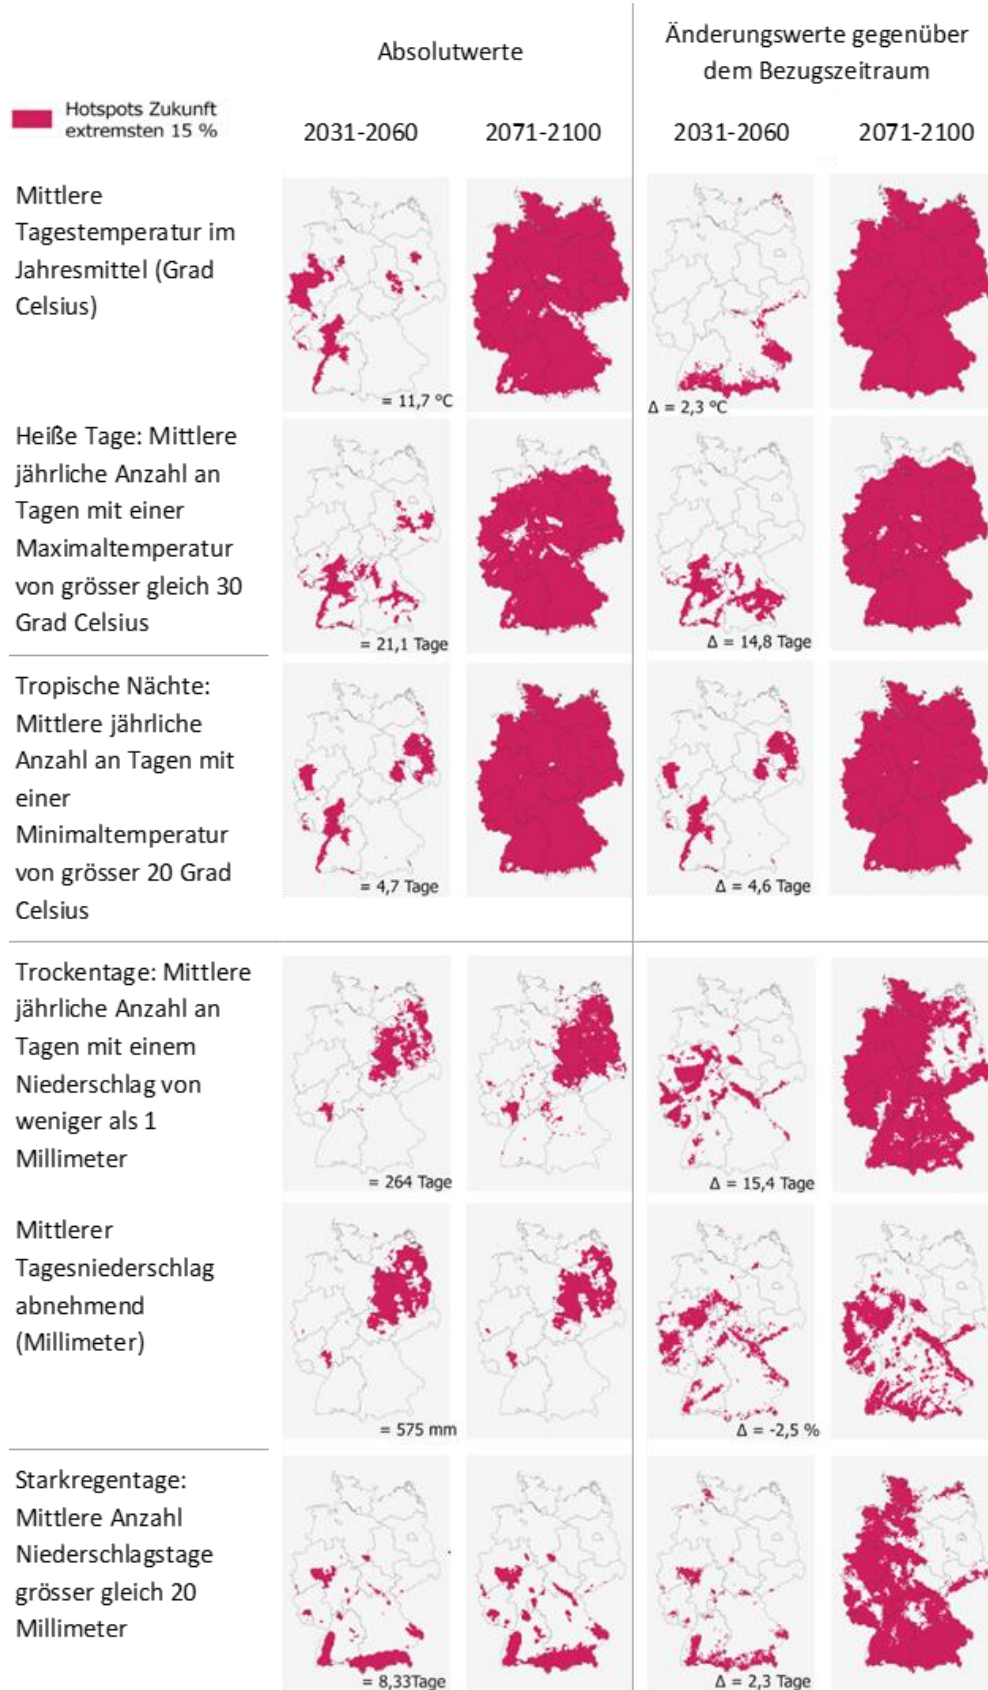 Absolutwerte
Änderungswerte gegenüber
dem Bezugszeitraum
Hotspots Zukunft
extremsten 15 %
2031-2060
2071-2100
2031-2060
2071-2100
Mittlere
Tagestemperatur im
Jahresmittel (Grad
Celsius)
= 11,7 °C
Δ = 2,3 °C
Heiße Tage: Mittlere
jährliche Anzahl an
Tagen mit einer
Maximaltemperatur
von grösser gleich 30
Grad Celsius
= 21,1 Tage
Δ = 14,8 Tage
Tropische Nächte:
Mittlere jährliche
Anzahl an Tagen mit
einer
Minimaltemperatur
von grösser 20 Grad
Celsius
= 4,7 Tage
Δ = 4,6 Tage
Trockentage: Mittlere
jährliche Anzahl an
Tagen mit einem
Niederschlag von
weniger als 1
Millimeter
= 264 Tage
Δ = 15,4 Tage
Mittlerer
Tagesniederschlag
abnehmend
(Millimeter)
= 575 mm
Δ = -2,5 %
Starkregentage:
Mittlere Anzahl
Niederschlagstage
grösser gleich 20
Millimeter
= 8,33Tage
Δ = 2,3 Tage